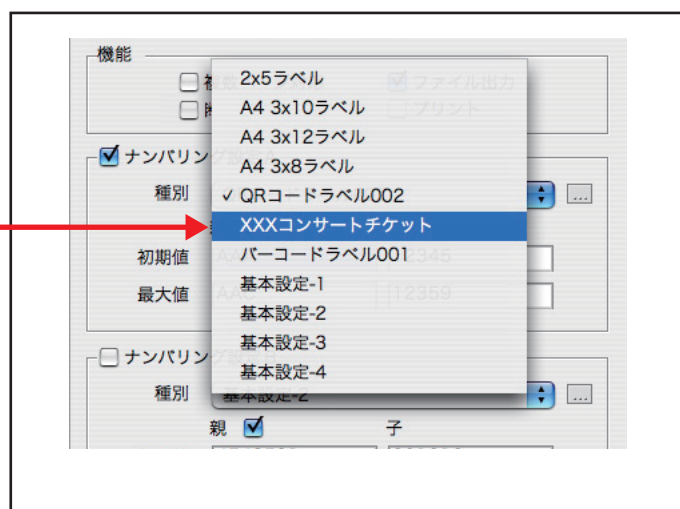 機能
2x5ラベル
ファイル出力
A4 3x10ラベル
プリント
A4 3x12ラベル
ナンバリン
A4 3x8ラベル
種別
✓ QRコードラベル002
...
XXXコンサートチケット
初期値
バーコードラベル001
12345
最大値
基本設定-1
12359
基本設定-2
ナンバリン
基本設定-3
基本設定-4
種別
基本設定-2
...
親
子